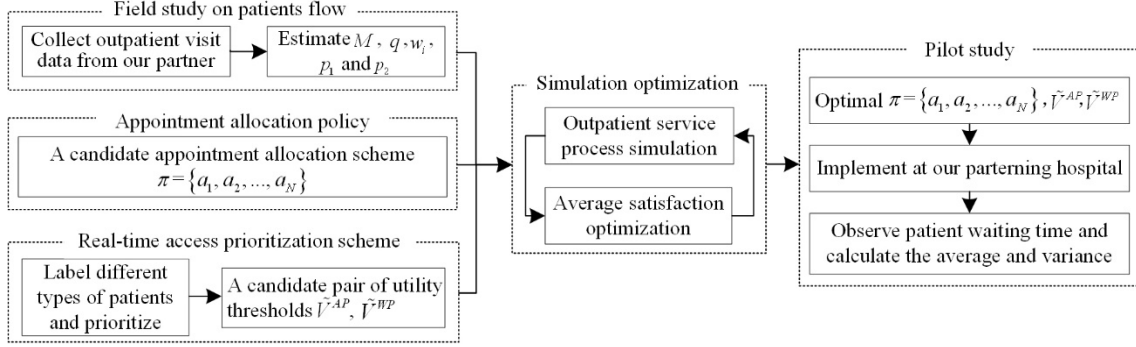 Field study on patients flow
Collect outpatient visit
data from our partner
Estimate M, q, w_i,
p_1 and p_2
Appointment allocation policy
A candidate appointment allocation scheme
π={a_1, a_2, ..., a_N}
Real-time access prioritization scheme
Label different
types of patients
and prioritize
A candidate pair of utility
thresholds Ṽ^{AP}, Ṽ^{WP}
Simulation optimization
Outpatient service
process simulation
Average satisfaction
optimization
Pilot study
Optimal π={a_1, a_2, ..., a_N}, Ṽ^{AP}, Ṽ^{WP}
Implement at our parterning hospital
Observe patient waiting time and
calculate the average and variance